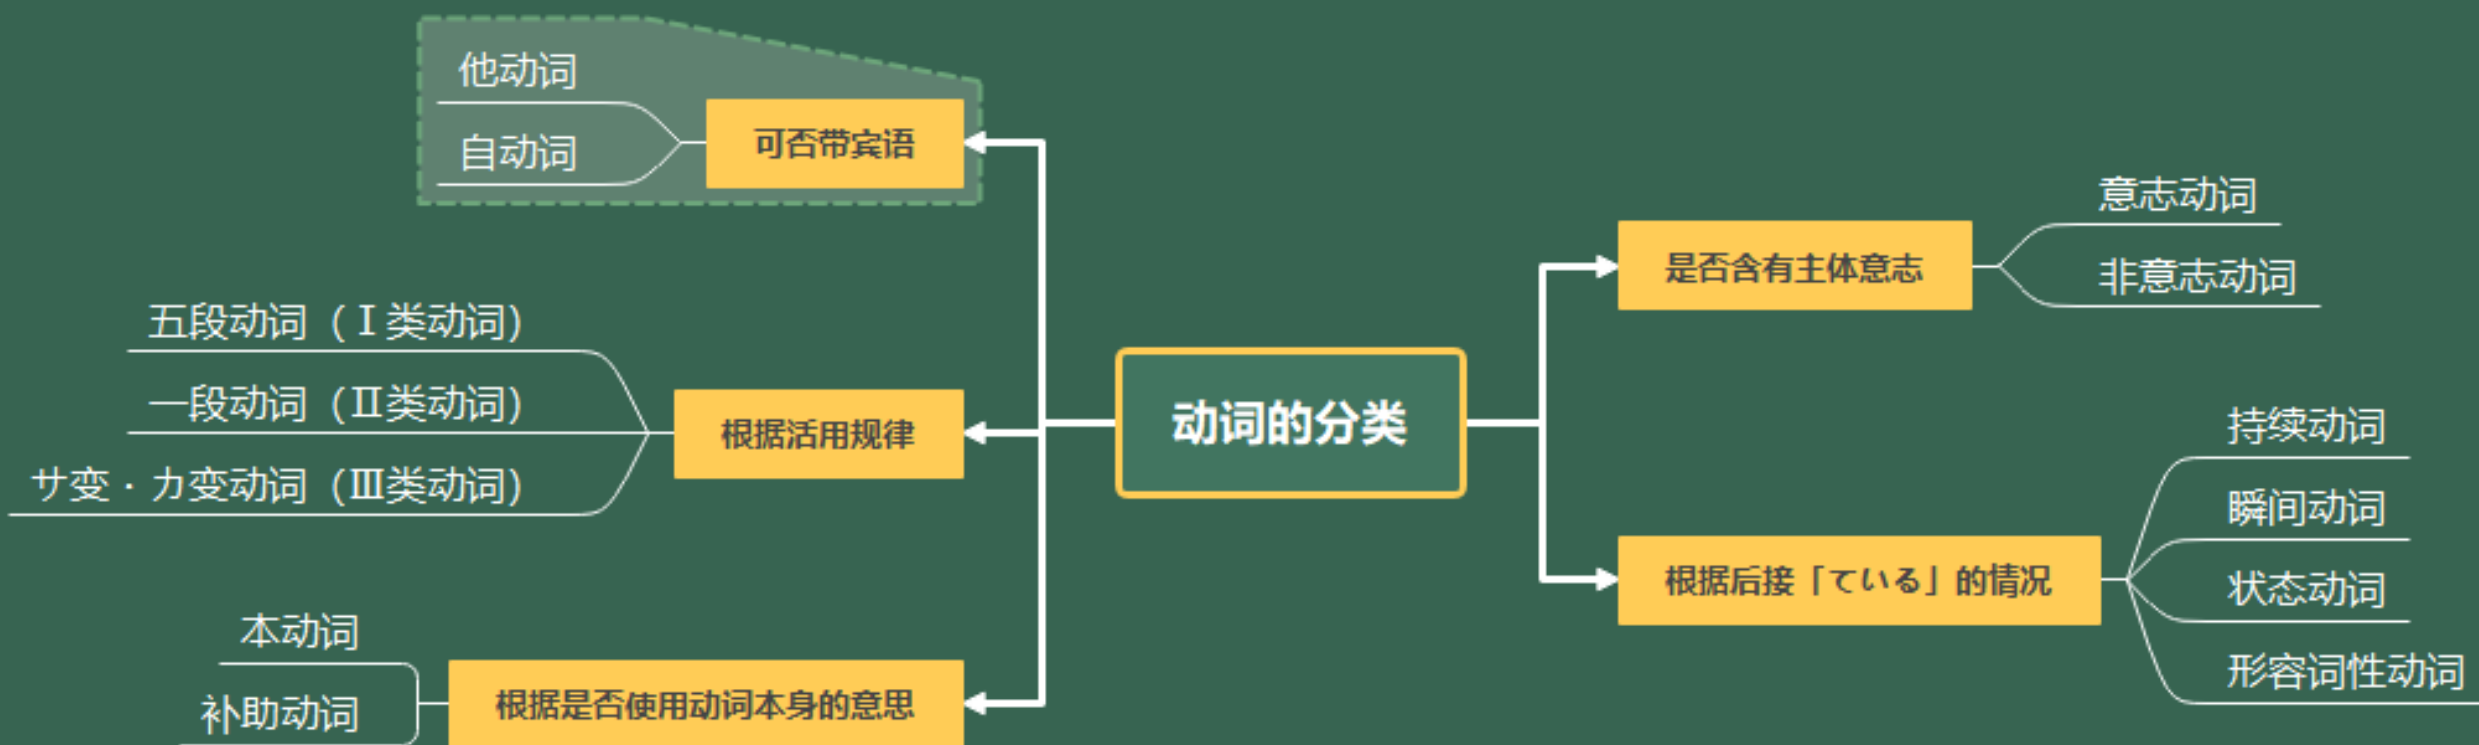 他动词
自动词
可否带宾语
五段动词（Ⅰ类动词）
一段动词（Ⅱ类动词）
サ变・カ变动词（Ⅲ类动词）
根据活用规律
本动词
补助动词
根据是否使用动词本身的意思
动词的分类
是否含有主体意志
意志动词
非意志动词
根据后接「ている」的情况
持续动词
瞬间动词
状态动词
形容词性动词